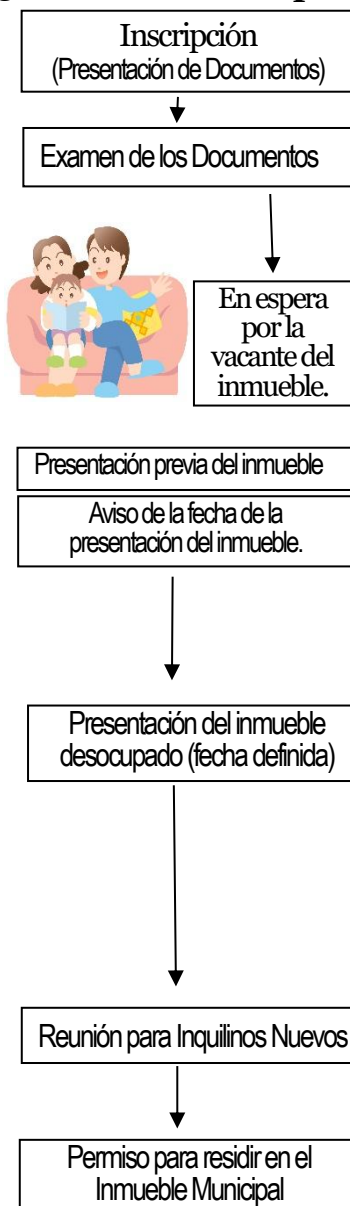 Inscripción
(Presentación de Documentos)
Examen de los Documentos
En espera
por la
vacante del
inmueble.
Presentación previa del inmueble
Aviso de la fecha de la
presentación del inmueble.
Presentación del inmueble
desocupado (fecha definida)
Reunión para Inquilinos Nuevos
Permiso para residir en el
Inmueble Municipal